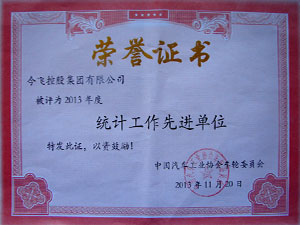 荣誉证书
今飞控股集团有限公司
被评为2013年度
统计工作先进单位
特发此证，以资鼓励！
中国汽车工业协会车轮委员会
2013年11月20日